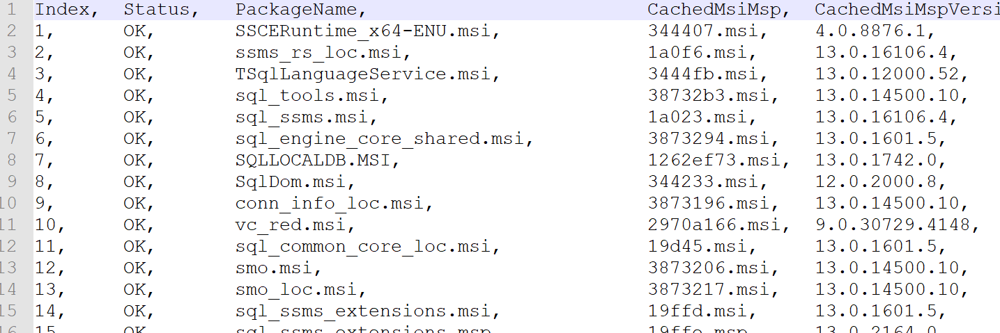 1 Index, Status, PackageName, CachedMsiMsp, CachedMsiMspVersi
2 1, OK, SSCERuntime_x64-ENU.msi, 344407.msi, 4.0.8876.1,
3 2, OK, ssms_rs_loc.msi, 1a0f6.msi, 13.0.16106.4,
4 3, OK, TSqlLanguageService.msi, 3444fb.msi, 13.0.12000.52,
5 4, OK, sql_tools.msi, 38732b3.msi, 13.0.14500.10,
6 5, OK, sql_ssms.msi, 1a023.msi, 13.0.16106.4,
7 6, OK, sql_engine_core_shared.msi, 3873294.msi, 13.0.1601.5,
8 7, OK, SQLLOCALDB.MSI, 1262ef73.msi, 13.0.1742.0,
9 8, OK, SqlDom.msi, 344233.msi, 12.0.2000.8,
10 9, OK, conn_info_loc.msi, 3873196.msi, 13.0.14500.10,
11 10, OK, vc_red.msi, 2970a166.msi, 9.0.30729.4148,
12 11, OK, sql_common_core_loc.msi, 19d45.msi, 13.0.1601.5,
13 12, OK, smo.msi, 3873206.msi, 13.0.14500.10,
14 13, OK, smo_loc.msi, 3873217.msi, 13.0.14500.10,
15 14, OK, sql_ssms_extensions.msi, 19ffd.msi, 13.0.1601.5,
16 15, OK, sql_ssms_extensions.msp, 19ffe.msp, 13.0.2164.0